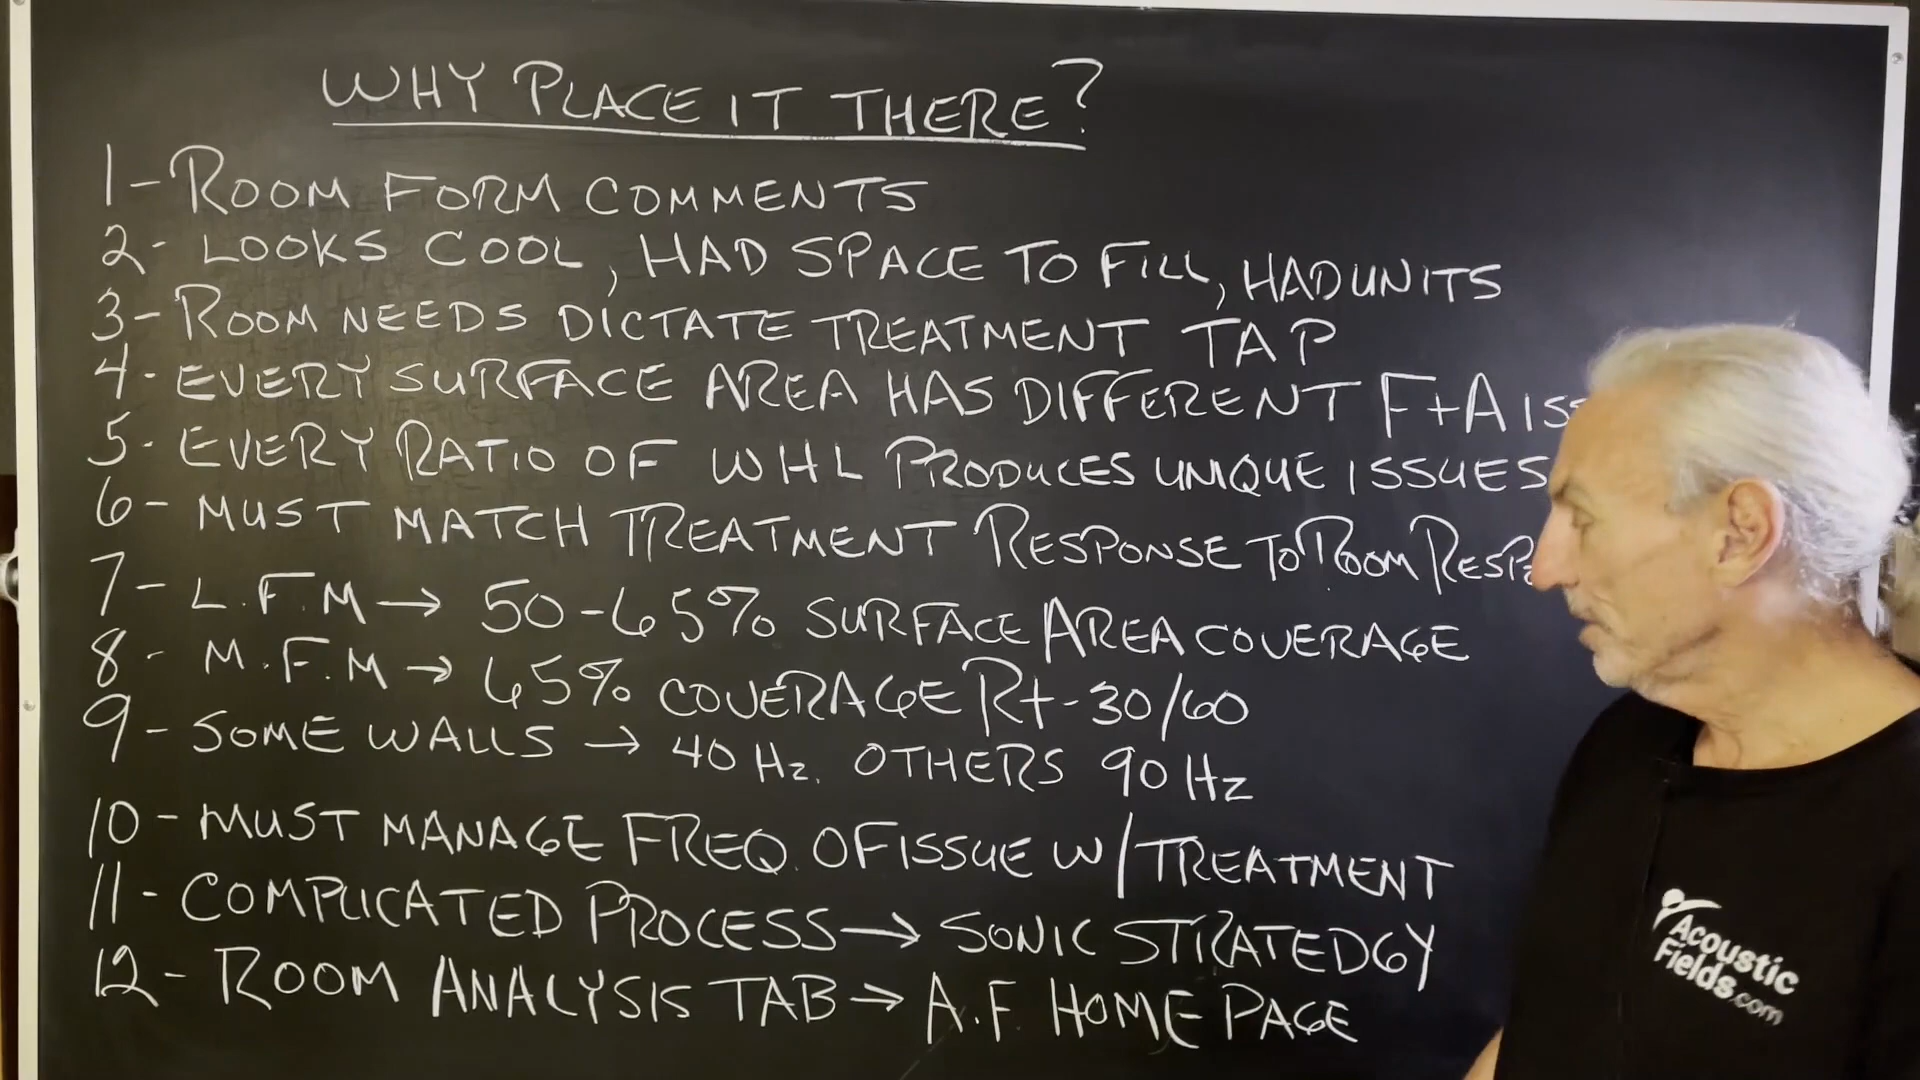 WHY PLACE IT THERE?
1- ROOM FORM COMMENTS
2- LOOKS COOL, HAD SPACE TO FILL, HAD UNITS
3- ROOM NEEDS DICTATE TREATMENT TAP
4- EVERY SURFACE AREA HAS DIFFERENT F+A
5- EVERY RATIO OF WHL PRODUCES UNIQUE ISSUES
6- MUST MATCH TREATMENT RESPONSE TO ROOM
7- L.F.M → 50-65% SURFACE AREA COVERAGE
8- M.F.M → 65% COVERAGE Rt-30/60
9- SOME WALLS → 40 Hz. OTHERS 90 Hz
10- MUST MANAGE FREQ. OF ISSUE W/TREATMENT
11- COMPLICATED PROCESS → SONIC STRATEDGY
12- ROOM ANALYSIS TAB → A.F. HOME PAGE
Acoustic
Fields.com